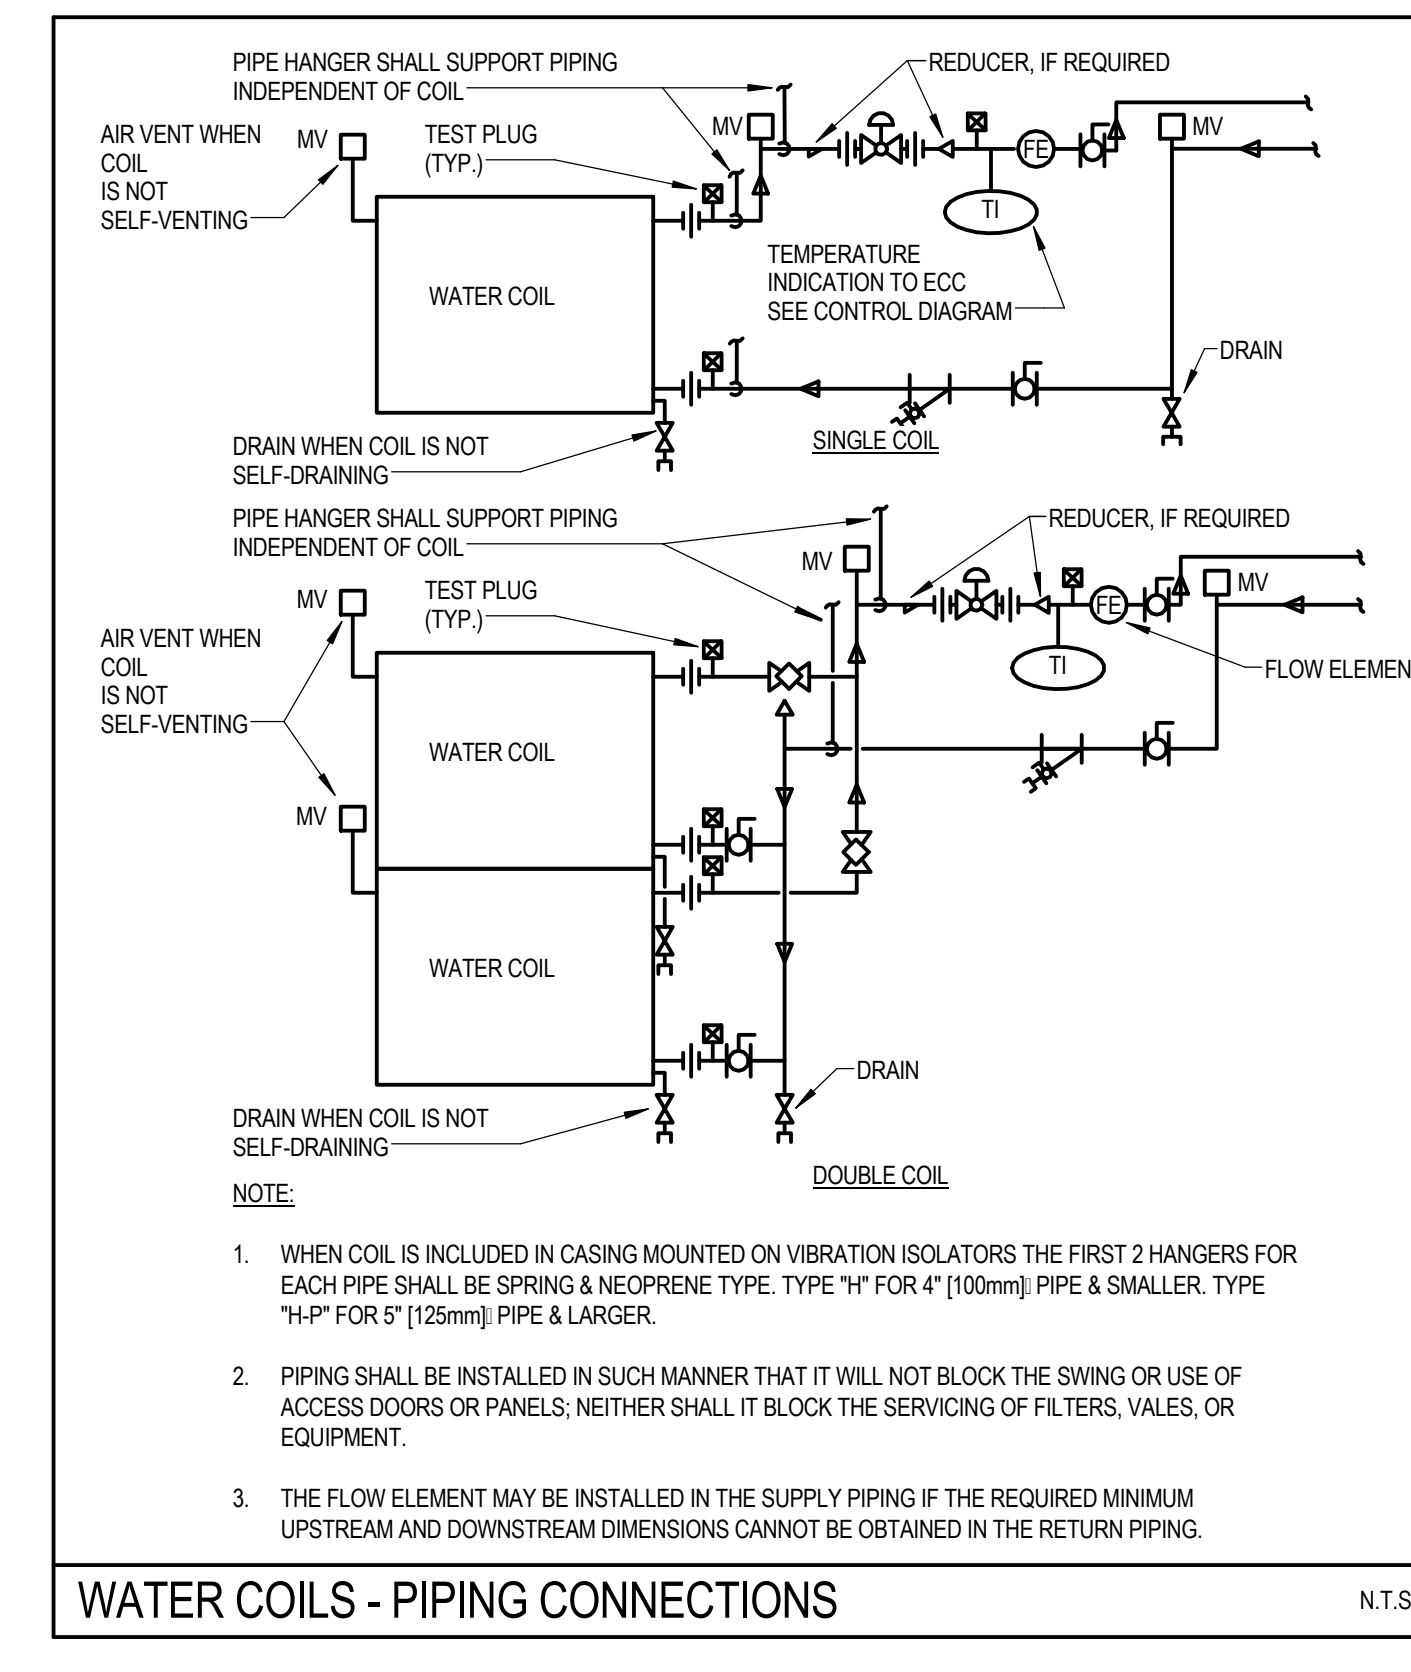 PIPE HANGER SHALL SUPPORT PIPING
INDEPENDENT OF COIL
REDUCER, IF REQUIRED
AIR VENT WHEN
COIL
IS NOT
SELF-VENTING
MV
TEST PLUG
(TYP.)
MV
FE
MV
TI
TEMPERATURE
INDICATION TO ECC
SEE CONTROL DIAGRAM
WATER COIL
DRAIN
DRAIN WHEN COIL IS NOT
SELF-DRAINING
SINGLE COIL
PIPE HANGER SHALL SUPPORT PIPING
INDEPENDENT OF COIL
REDUCER, IF REQUIRED
MV
MV
TEST PLUG
(TYP.)
FE
MV
AIR VENT WHEN
COIL
IS NOT
SELF-VENTING
TI
FLOW ELEMEN
WATER COIL
MV
WATER COIL
DRAIN
DRAIN WHEN COIL IS NOT
SELF-DRAINING
DOUBLE COIL
NOTE:
1. WHEN COIL IS INCLUDED IN CASING MOUNTED ON VIBRATION ISOLATORS THE FIRST 2 HANGERS FOR
EACH PIPE SHALL BE SPRING & NEOPRENE TYPE. TYPE "H" FOR 4" [100mm]▯ PIPE & SMALLER. TYPE
"H-P" FOR 5" [125mm]▯ PIPE & LARGER.
2. PIPING SHALL BE INSTALLED IN SUCH MANNER THAT IT WILL NOT BLOCK THE SWING OR USE OF
ACCESS DOORS OR PANELS; NEITHER SHALL IT BLOCK THE SERVICING OF FILTERS, VALES, OR
EQUIPMENT.
3. THE FLOW ELEMENT MAY BE INSTALLED IN THE SUPPLY PIPING IF THE REQUIRED MINIMUM
UPSTREAM AND DOWNSTREAM DIMENSIONS CANNOT BE OBTAINED IN THE RETURN PIPING.
WATER COILS - PIPING CONNECTIONS
N.T.S